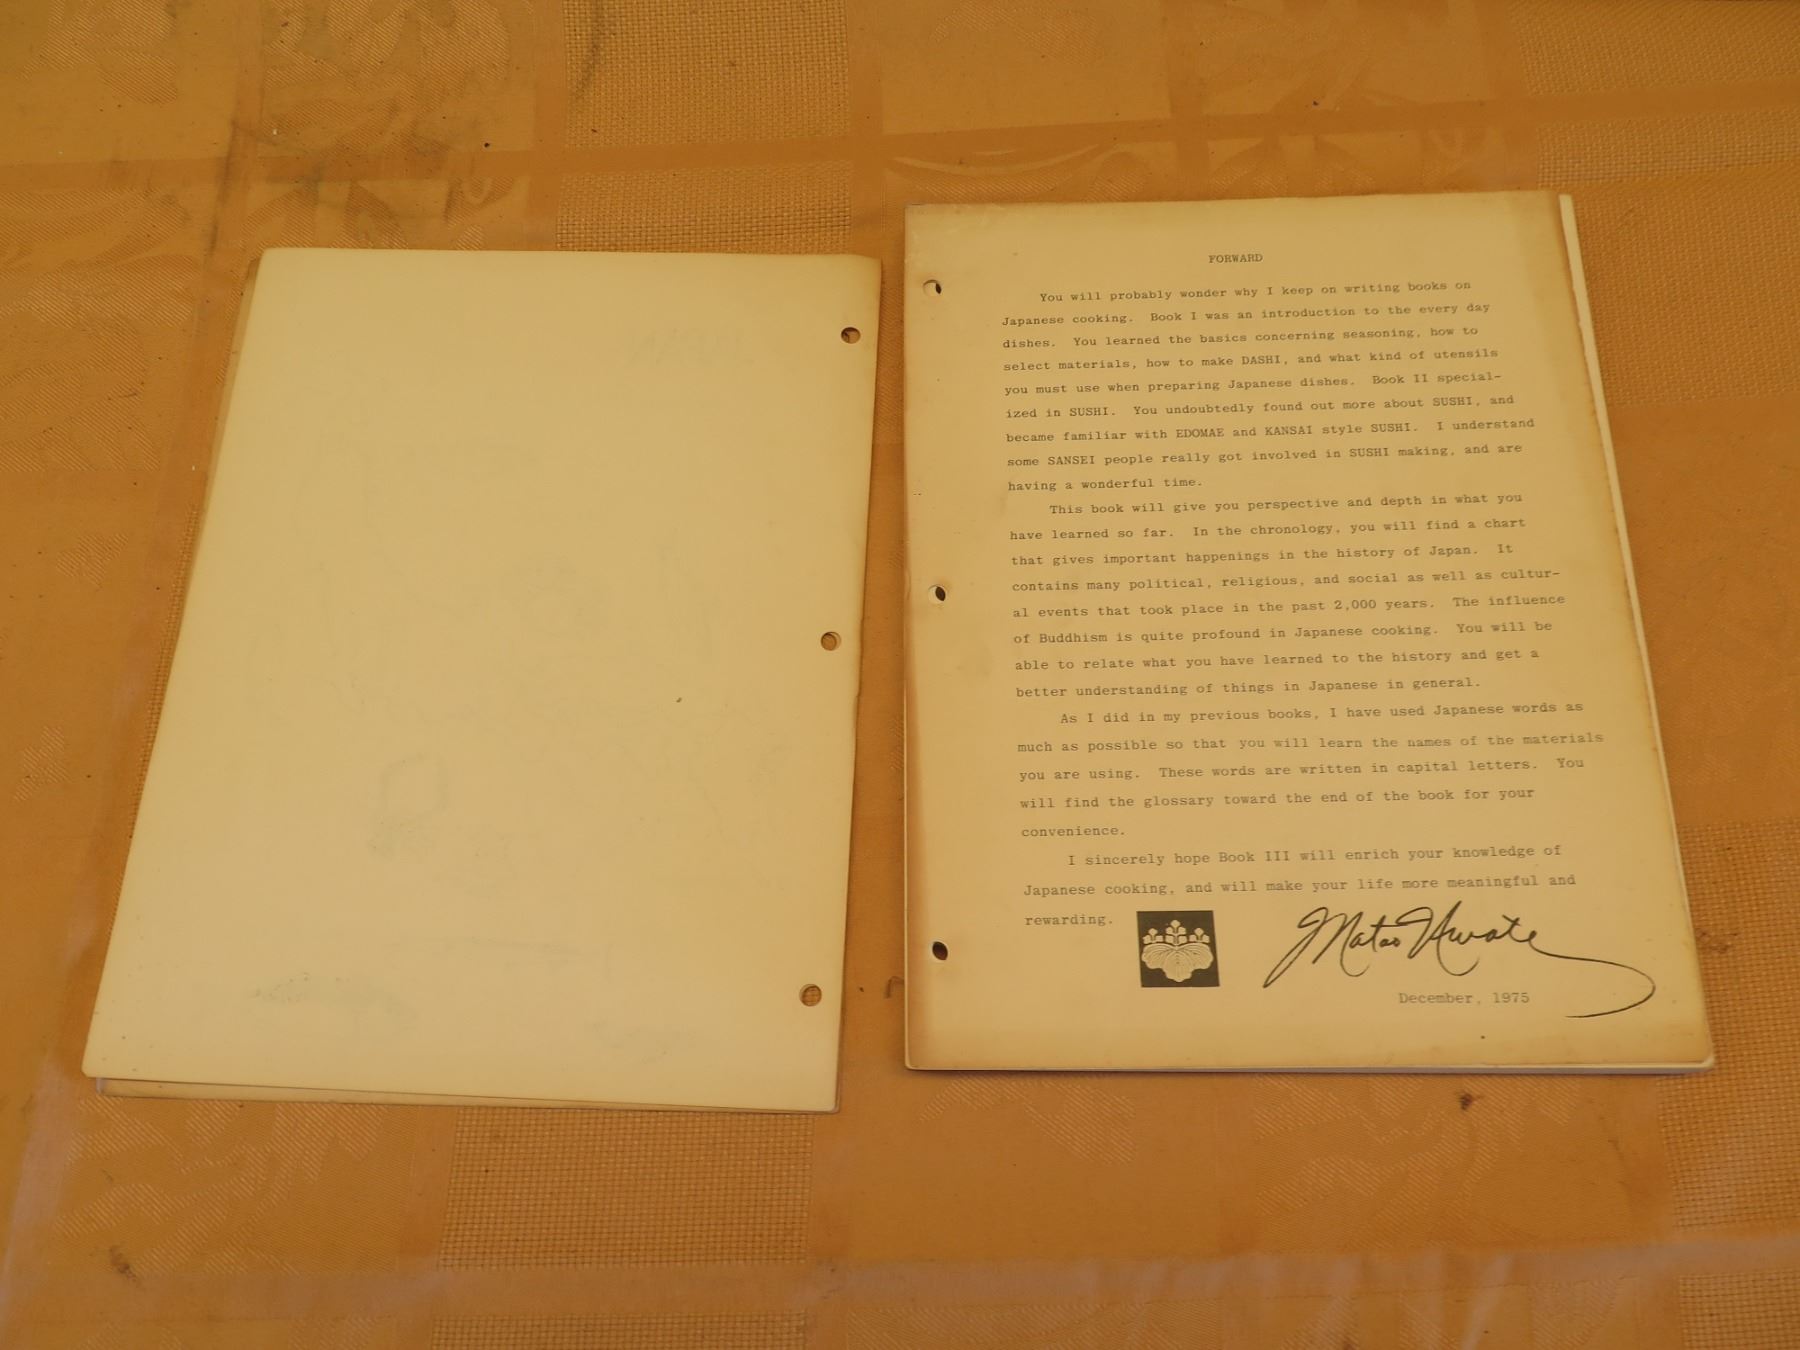 FORWARD
You will probably wonder why I keep on writing books on
Japanese cooking. Book I was an introduction to the every day
dishes. You learned the basics concerning seasoning, how to
select materials, how to make DASHI, and what kind of utensils
you must use when preparing Japanese dishes. Book II special-
ized in SUSHI. You undoubtedly found out more about SUSHI, and
became familiar with EDOMAE and KANSAI style SUSHI. I understand
some SANSEI people really got involved in SUSHI making, and are
having a wonderful time.
This book will give you perspective and depth in what you
have learned so far. In the chronology, you will find a chart
that gives important happenings in the history of Japan. It
contains many political, religious, and social as well as cultur-
al events that took place in the past 2,000 years. The influence
of Buddhism is quite profound in Japanese cooking. You will be
able to relate what you have learned to the history and get a
better understanding of things in Japanese in general.
As I did in my previous books, I have used Japanese words as
much as possible so that you will learn the names of the materials
you are using. These words are written in capital letters. You
will find the glossary toward the end of the book for your
convenience.
I sincerely hope Book III will enrich your knowledge of
Japanese cooking, and will make your life more meaningful and
rewarding.
Matao Uwate
December, 1975